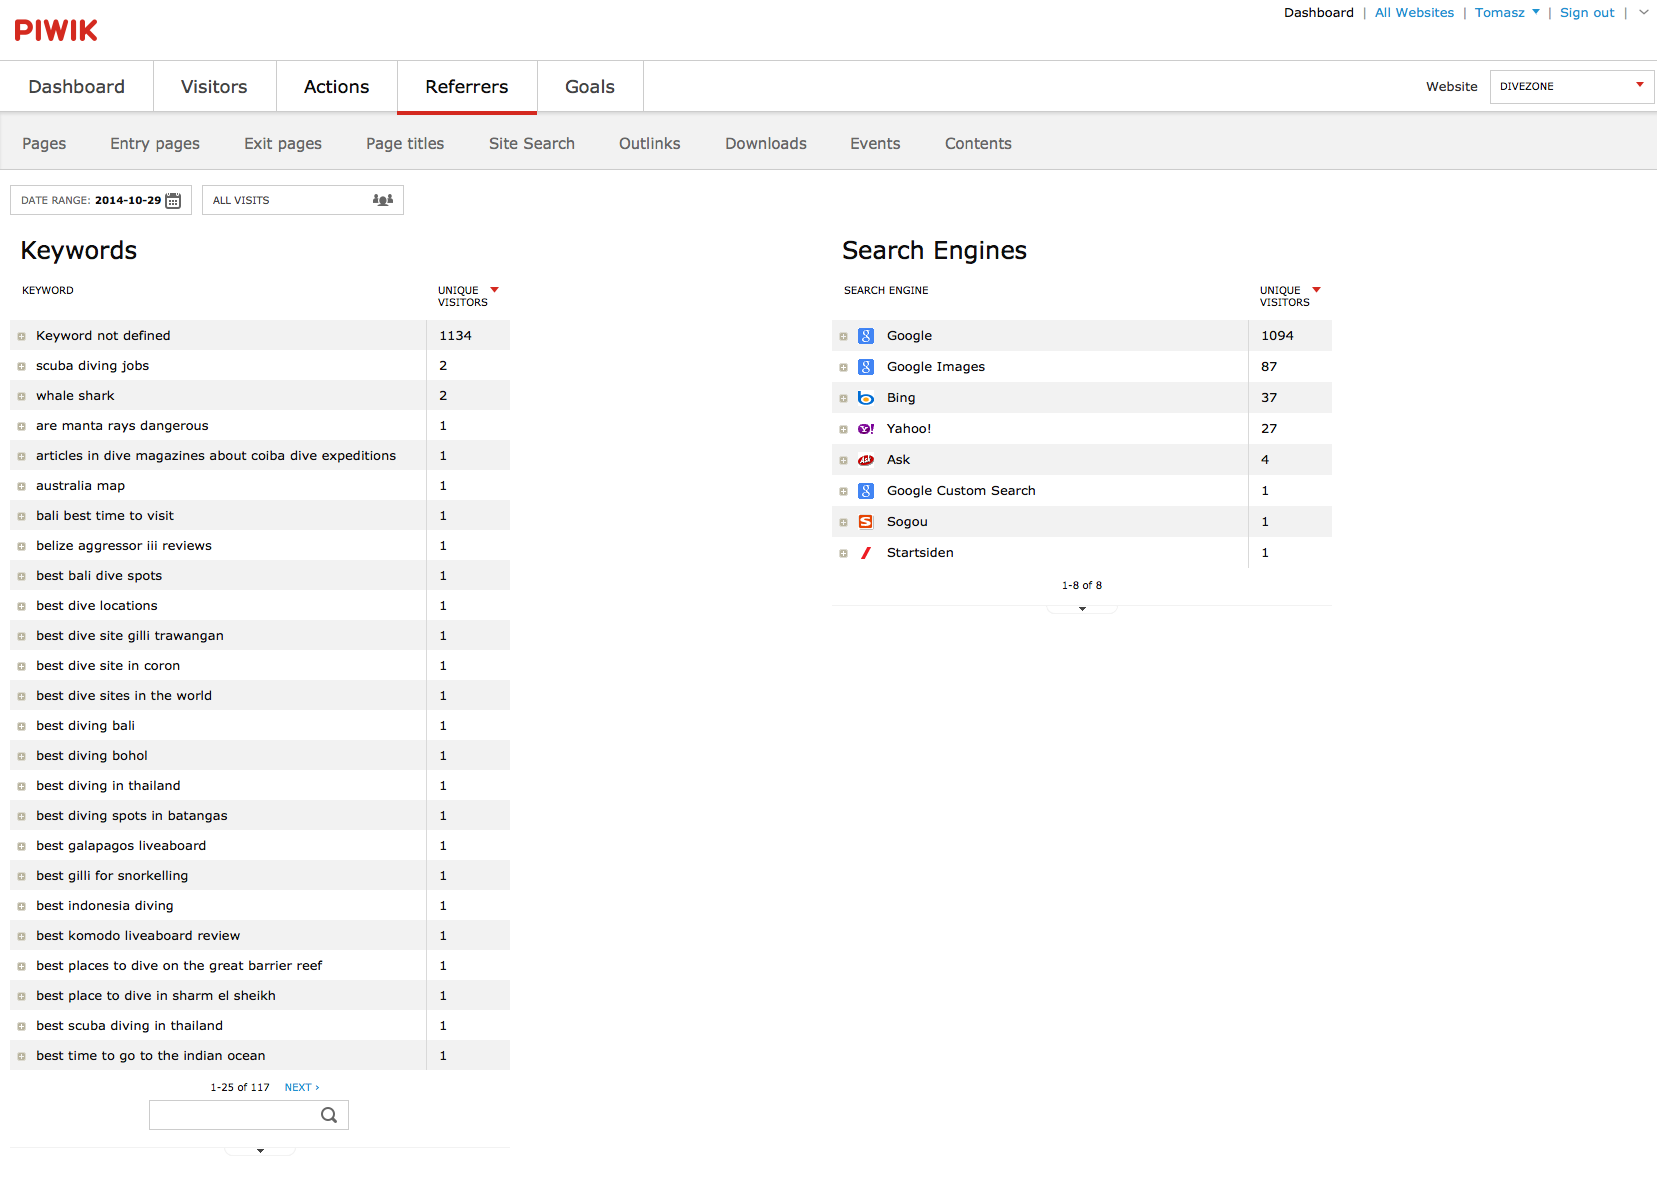 PIWIK
Dashboard | All Websites | Tomasz | Sign out |
Dashboard Visitors Actions Referrers Goals Website DIVEZONE
Pages Entry pages Exit pages Page titles Site Search Outlinks Downloads Events Contents
DATE RANGE: 2014-10-29 ALL VISITS
Keywords
KEYWORD UNIQUE VISITORS
Keyword not defined 1134
scuba diving jobs 2
whale shark 2
are manta rays dangerous 1
articles in dive magazines about coiba dive expeditions 1
australia map 1
bali best time to visit 1
belize aggressor iii reviews 1
best bali dive spots 1
best dive locations 1
best dive site gilli trawangan 1
best dive site in coron 1
best dive sites in the world 1
best diving bali 1
best diving bohol 1
best diving in thailand 1
best diving spots in batangas 1
best galapagos liveaboard 1
best gilli for snorkelling 1
best indonesia diving 1
best komodo liveaboard review 1
best places to dive on the great barrier reef 1
best place to dive in sharm el sheikh 1
best scuba diving in thailand 1
best time to go to the indian ocean 1
1-25 of 117 NEXT ›
Search Engines
SEARCH ENGINE UNIQUE VISITORS
Google 1094
Google Images 87
Bing 37
Yahoo! 27
Ask 4
Google Custom Search 1
Sogou 1
Startsiden 1
1-8 of 8